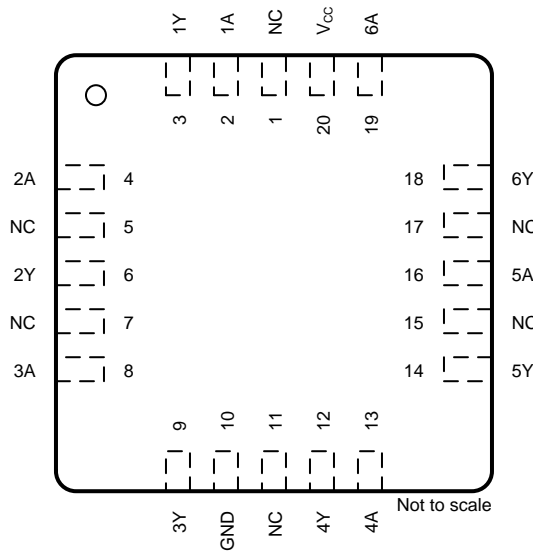 1Y 1A NC VCC 6A
3 2 1 20 19
2A 4 18 6Y
NC 5 17 NC
2Y 6 16 5A
NC 7 15 NC
3A 8 14 5Y
9 10 11 12 13
3Y GND NC 4Y 4A
Not to scale